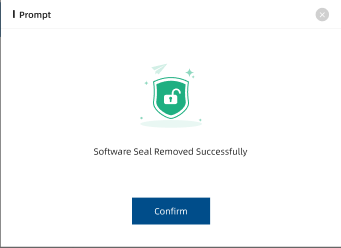 Prompt
Software Seal Removed Successfully
Confirm